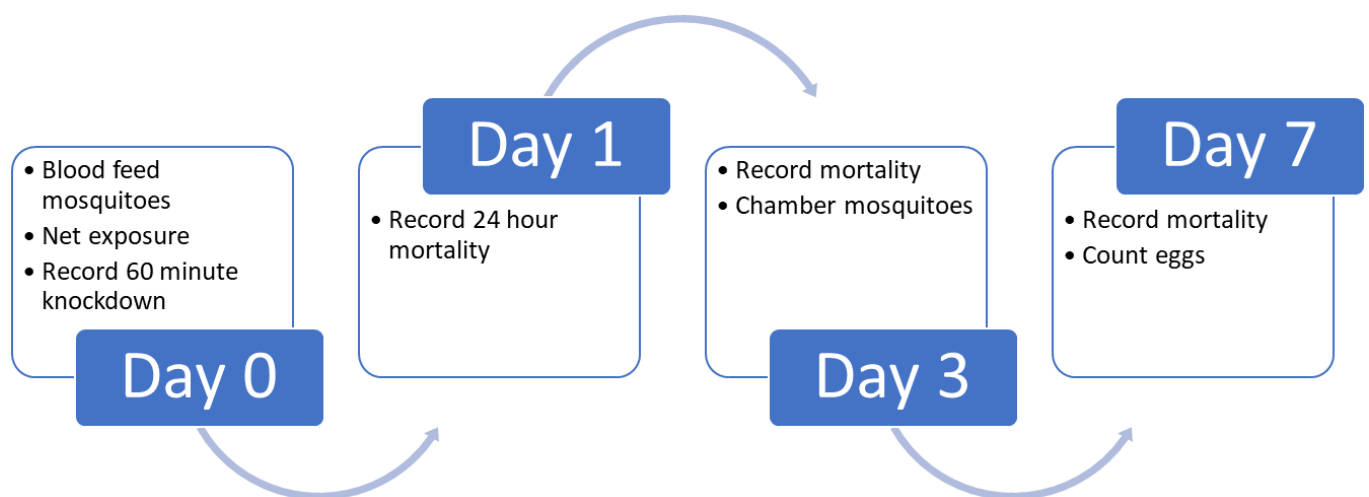 • Blood feed
mosquitoes
• Net exposure
• Record 60 minute
knockdown
Day 0
Day 1
• Record 24 hour
mortality
• Record mortality
• Chamber mosquitoes
Day 3
Day 7
• Record mortality
• Count eggs